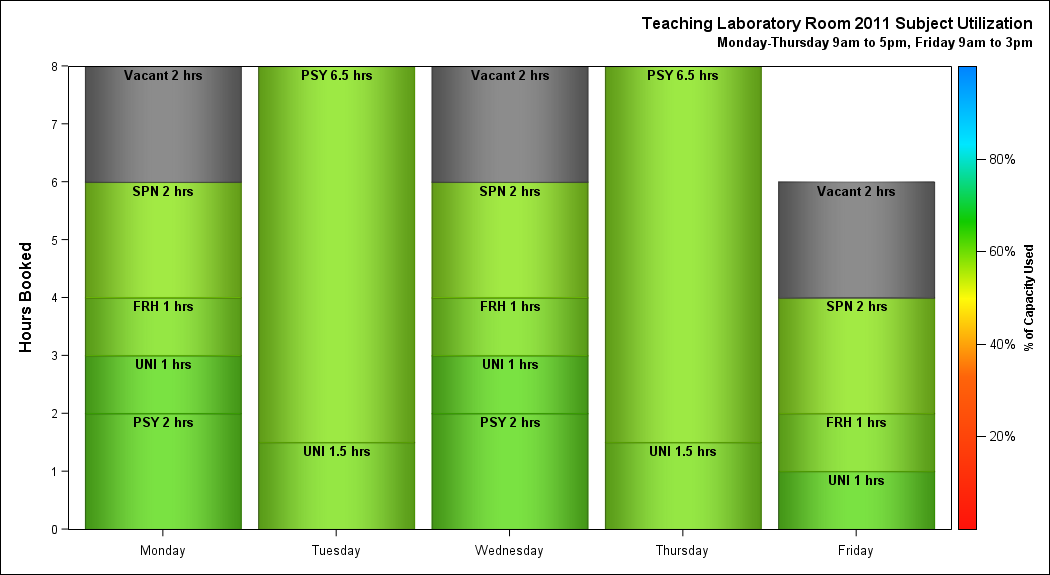 Teaching Laboratory Room 2011 Subject Utilization
Monday-Thursday 9am to 5pm, Friday 9am to 3pm
Hours Booked
8
7
6
5
4
3
2
1
0
Vacant 2 hrs
SPN 2 hrs
FRH 1 hrs
UNI 1 hrs
PSY 2 hrs
PSY 6.5 hrs
UNI 1.5 hrs
Vacant 2 hrs
SPN 2 hrs
FRH 1 hrs
UNI 1 hrs
PSY 2 hrs
PSY 6.5 hrs
UNI 1.5 hrs
Vacant 2 hrs
SPN 2 hrs
FRH 1 hrs
UNI 1 hrs
Monday
Tuesday
Wednesday
Thursday
Friday
80%
60%
40%
20%
% of Capacity Used